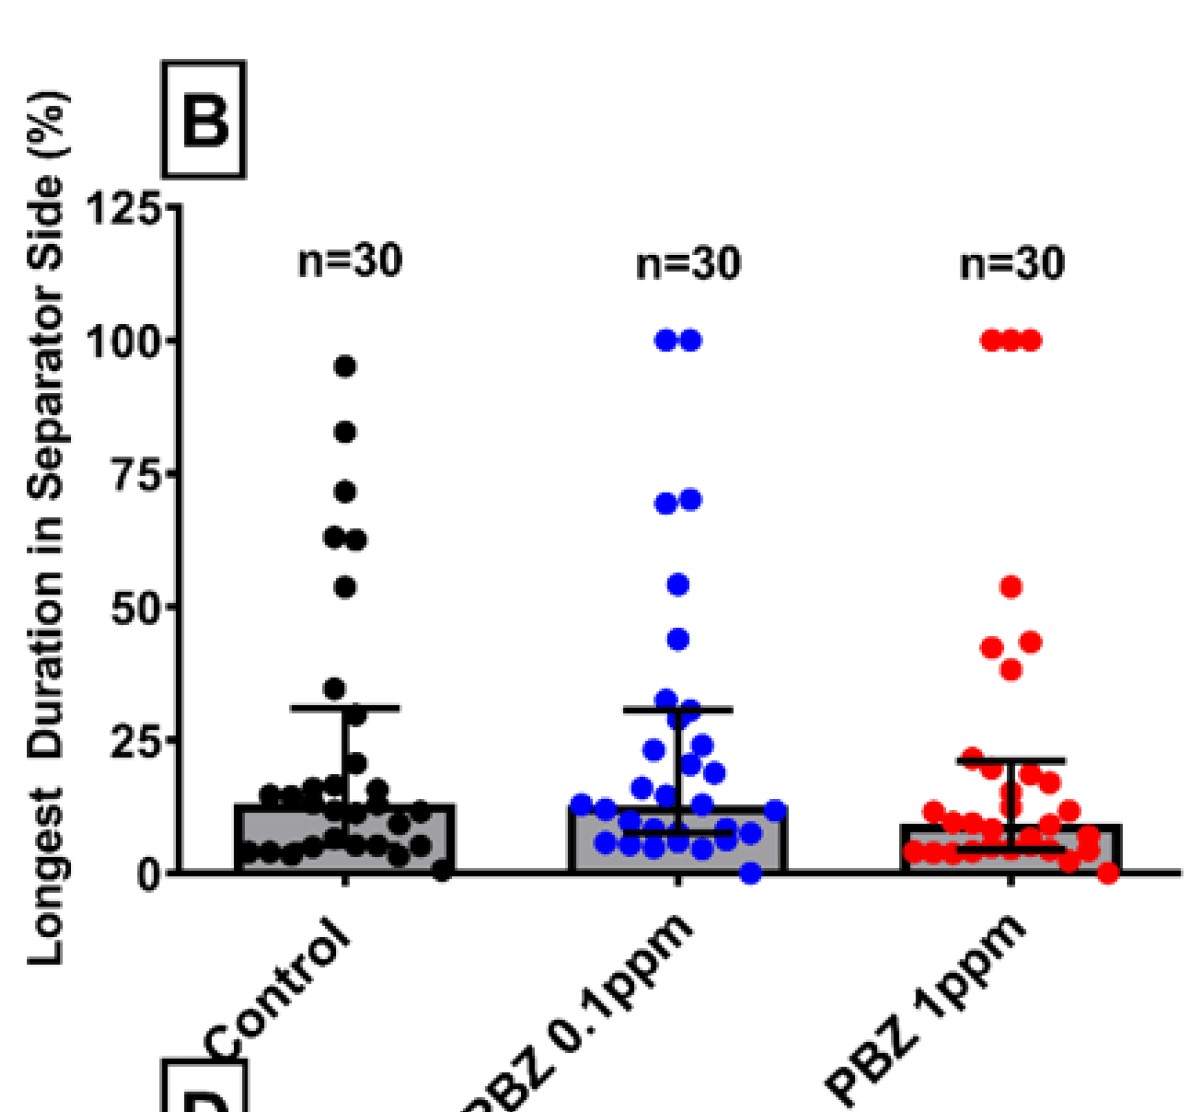 B
Longest Duration in Separator Side (%)
125
100
75
50
25
0
n=30
n=30
n=30
Control
PBZ 0.1ppm
PBZ 1ppm